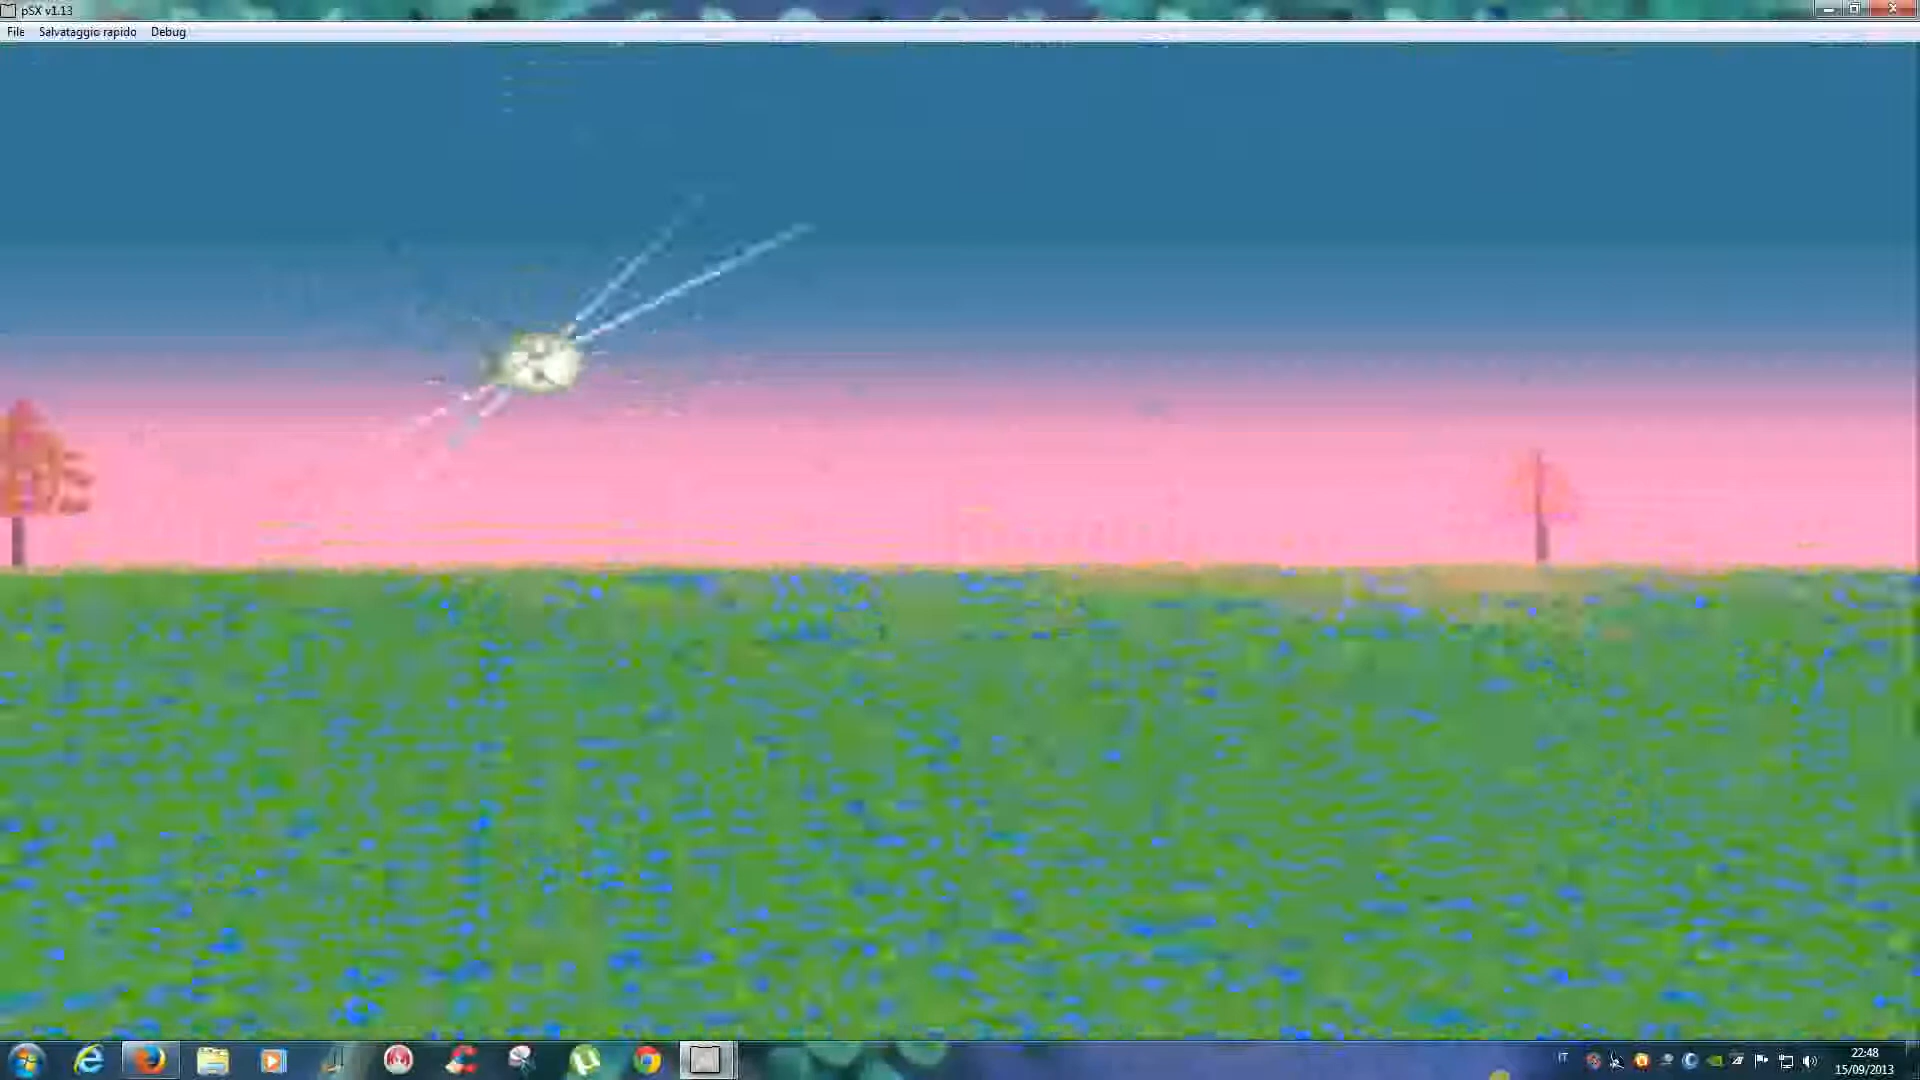 pSX v1.13
File Salvataggio rapido Debug
IT
22:48
15/09/2013